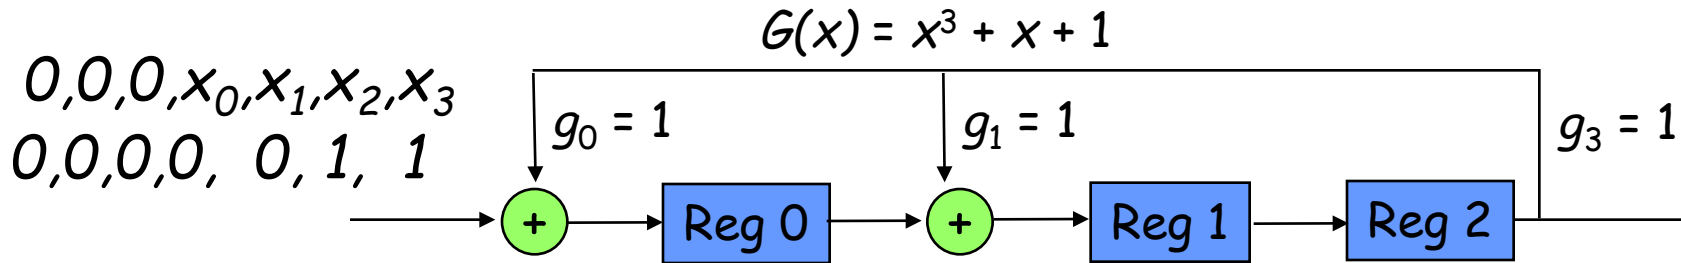 G(x) = x³ + x + 1
0,0,0,x₀,x₁,x₂,x₃
0,0,0,0, 0, 1, 1
g₀ = 1
g₁ = 1
g₃ = 1
+
Reg 0
+
Reg 1
Reg 2